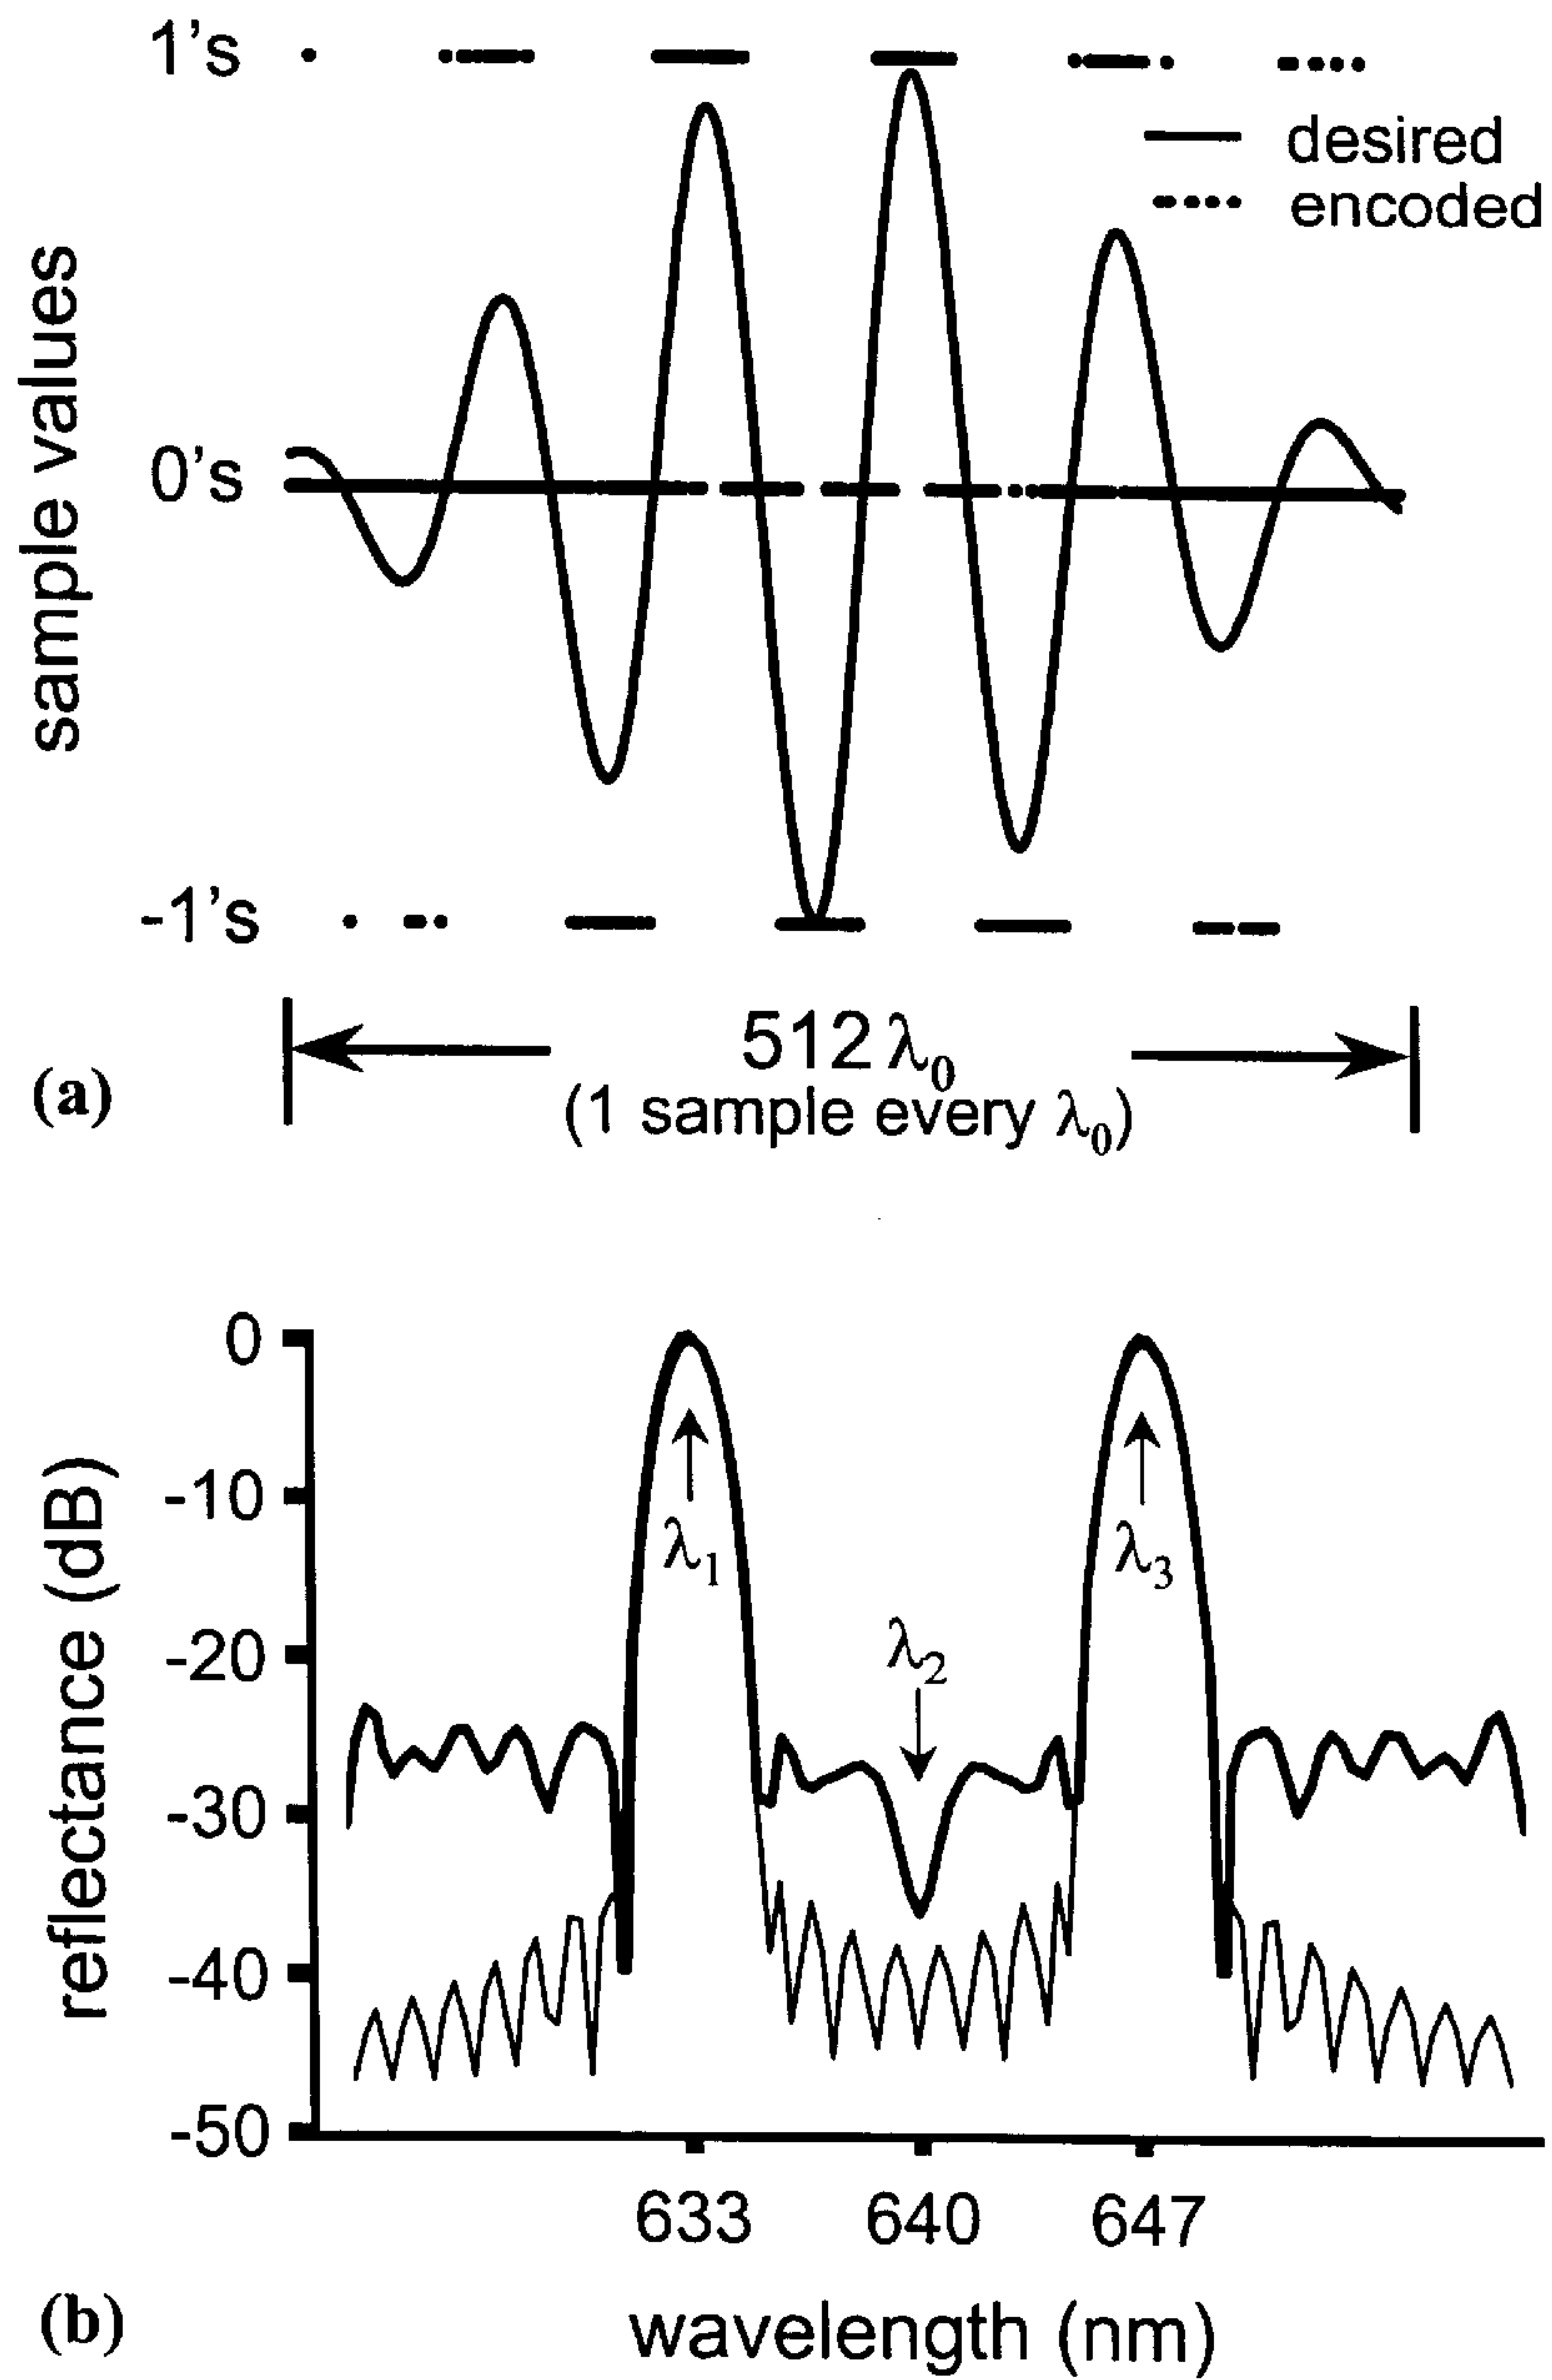 1's
desired
encoded
sample values
0's
-1's
512 λ0
(1 sample every λ0)
(a)
0
-10
-20
-30
-40
-50
reflectance (dB)
λ1
λ3
λ2
633 640 647
wavelength (nm)
(b)